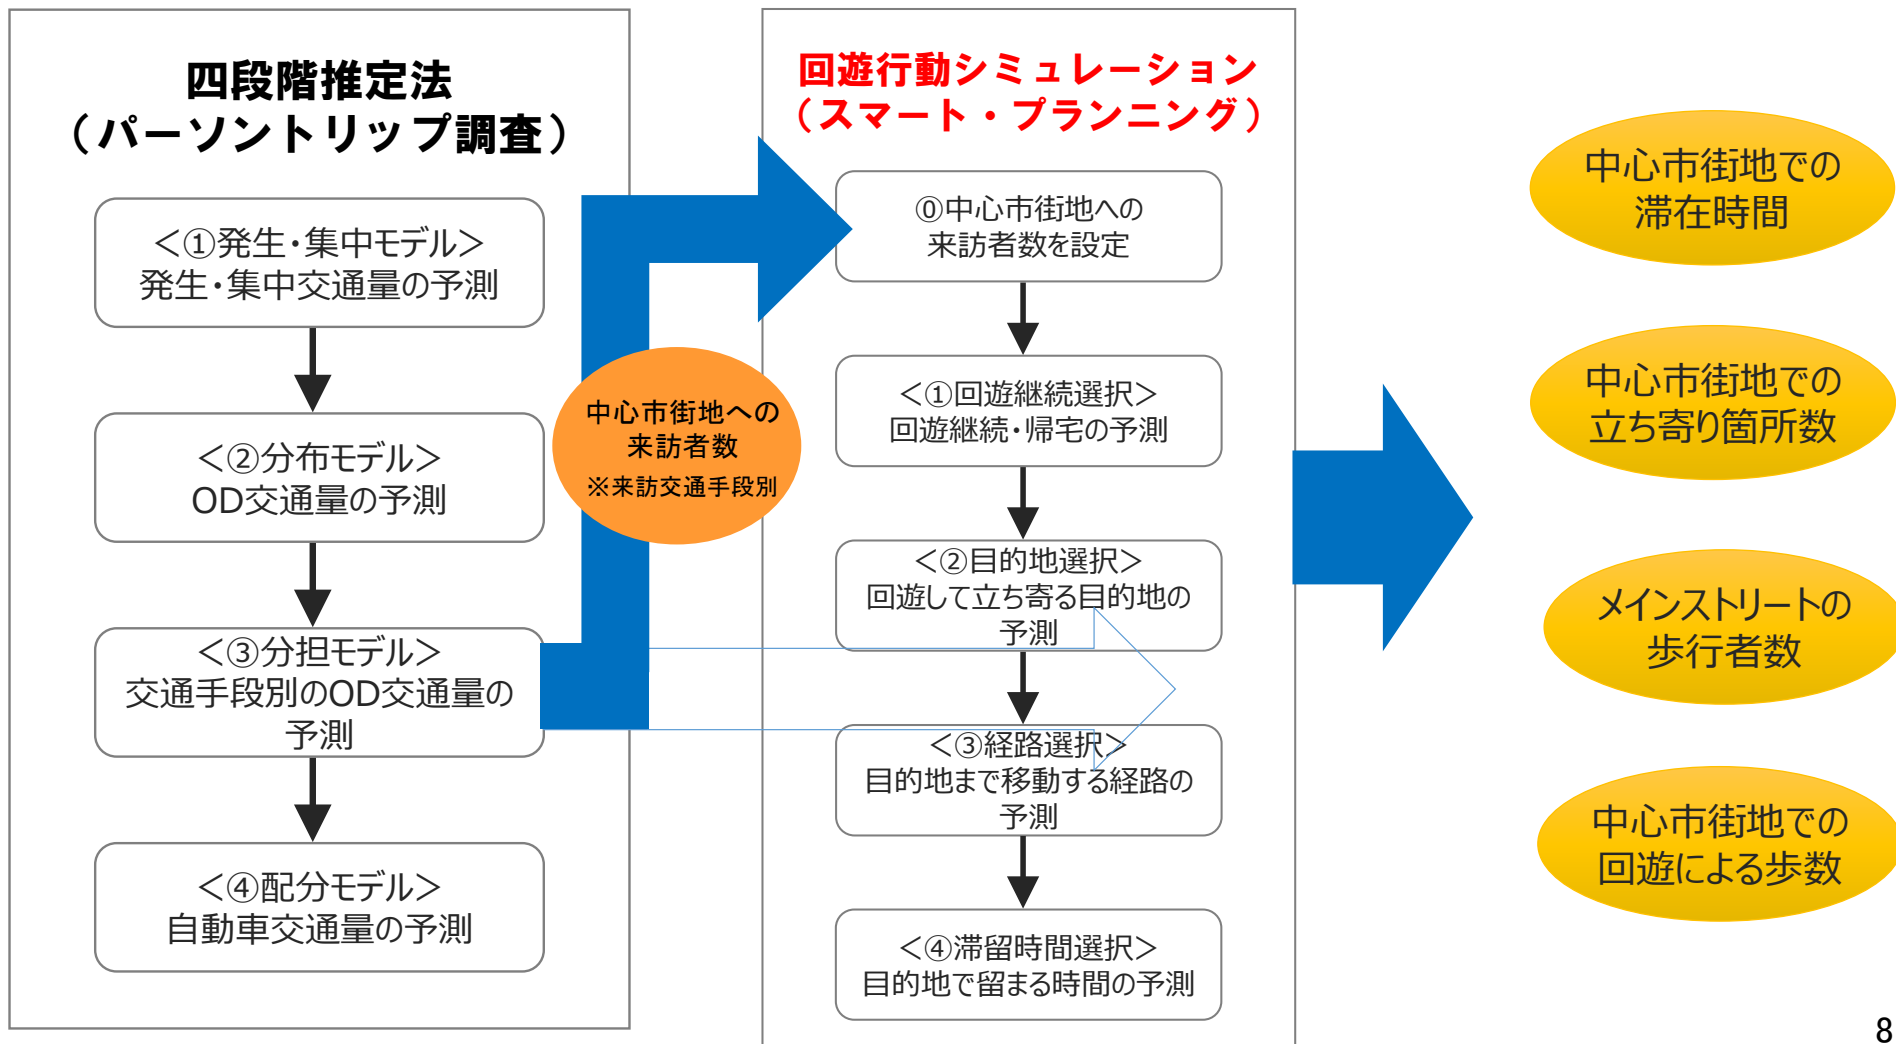 四段階推定法
（パーソントリップ調査）
＜①発生・集中モデル＞
発生・集中交通量の予測
＜②分布モデル＞
OD交通量の予測
＜③分担モデル＞
交通手段別のOD交通量の
予測
＜④配分モデル＞
自動車交通量の予測
中心市街地への
来訪者数
※来訪交通手段別
回遊行動シミュレーション
（スマート・プランニング）
⓪中心市街地への
来訪者数を設定
＜①回遊継続選択＞
回遊継続・帰宅の予測
＜②目的地選択＞
回遊して立ち寄る目的地の
予測
＜③経路選択＞
目的地まで移動する経路の
予測
＜④滞留時間選択＞
目的地で留まる時間の予測
中心市街地での
滞在時間
中心市街地での
立ち寄り箇所数
メインストリートの
歩行者数
中心市街地での
回遊による歩数
8